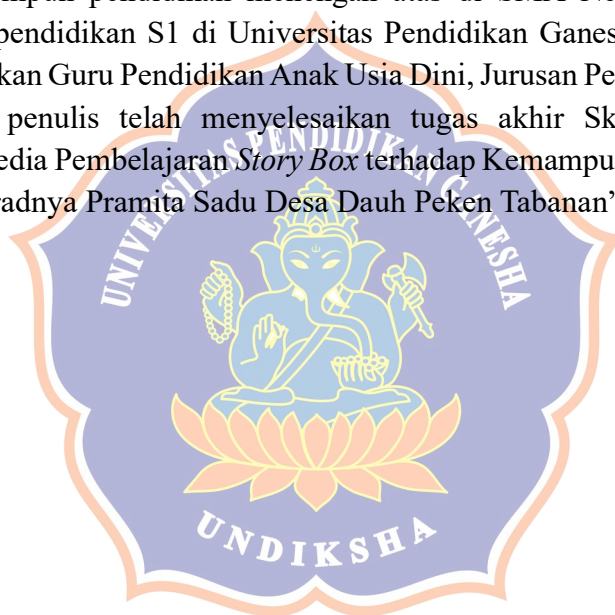 pendidikan S1 di Universitas Pendidikan Ganes
kan Guru Pendidikan Anak Usia Dini, Jurusan Pe
penulis telah menyelesaikan tugas akhir Sk
edia Pembelajaran Story Box terhadap Kemampu
radnya Pramita Sadu Desa Dauh Peken Tabanan”
UNIVERSITAS PENDIDIKAN GANESHA
UNDIKSHA